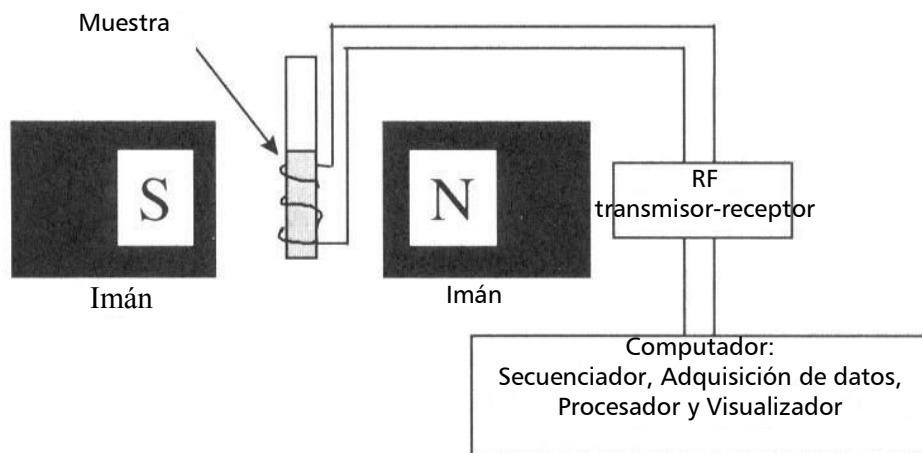 Muestra
S
N
RF
transmisor-receptor
Imán
Imán
Computador:
Secuenciador, Adquisición de datos,
Procesador y Visualizador